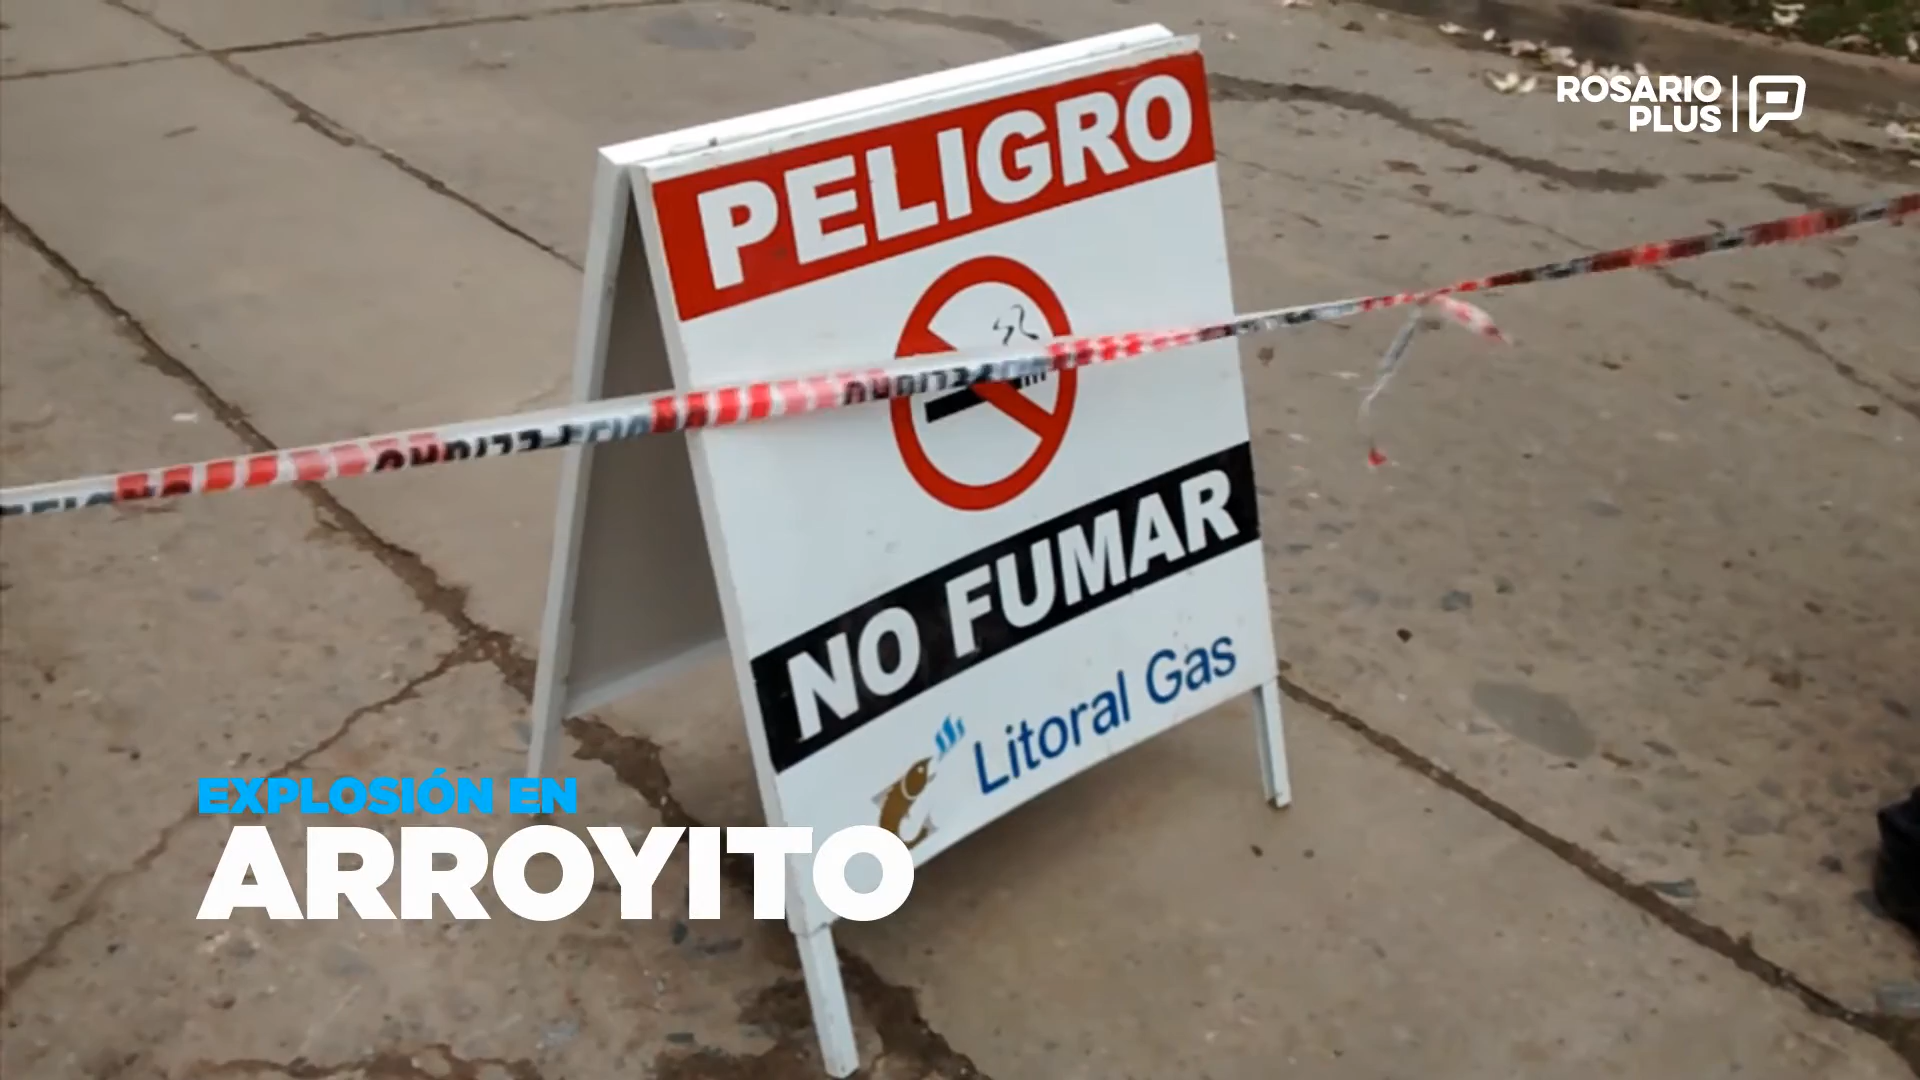 ROSARIO
PLUS
PELIGRO
NO FUMAR
Litoral Gas
EXPLOSIÓN EN
ARROYITO